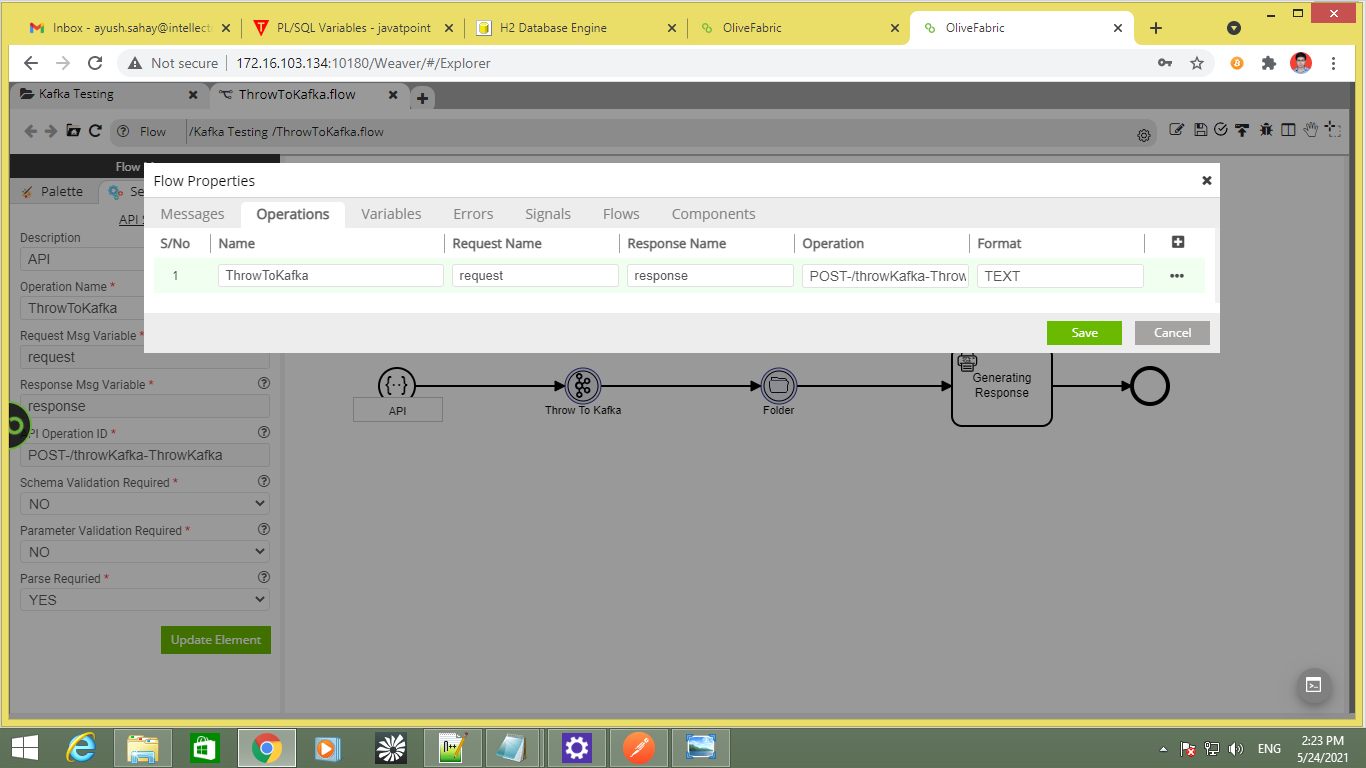 Inbox - ayush.sahay@intellect
PL/SQL Variables - javatpoint
H2 Database Engine
OliveFabric
OliveFabric
Not secure
172.16.103.134:10180/Weaver/#/Explorer
Kafka Testing
ThrowToKafka.flow
Flow
/Kafka Testing /ThrowToKafka.flow
Flow
Palette
API
Description
API
Operation Name *
ThrowToKafka
Request Msg Variable *
request
Response Msg Variable *
response
API Operation ID *
POST-/throwKafka-ThrowKafka
Schema Validation Required *
NO
Parameter Validation Required *
NO
Parse Requried *
YES
Update Element
Flow Properties
Messages
Operations
Variables
Errors
Signals
Flows
Components
S/No
Name
Request Name
Response Name
Operation
Format
1
ThrowToKafka
request
response
POST-/throwKafka-Throw
TEXT
Save
Cancel
API
Throw To Kafka
Folder
Generating
Response
ENG
2:23 PM
5/24/2021